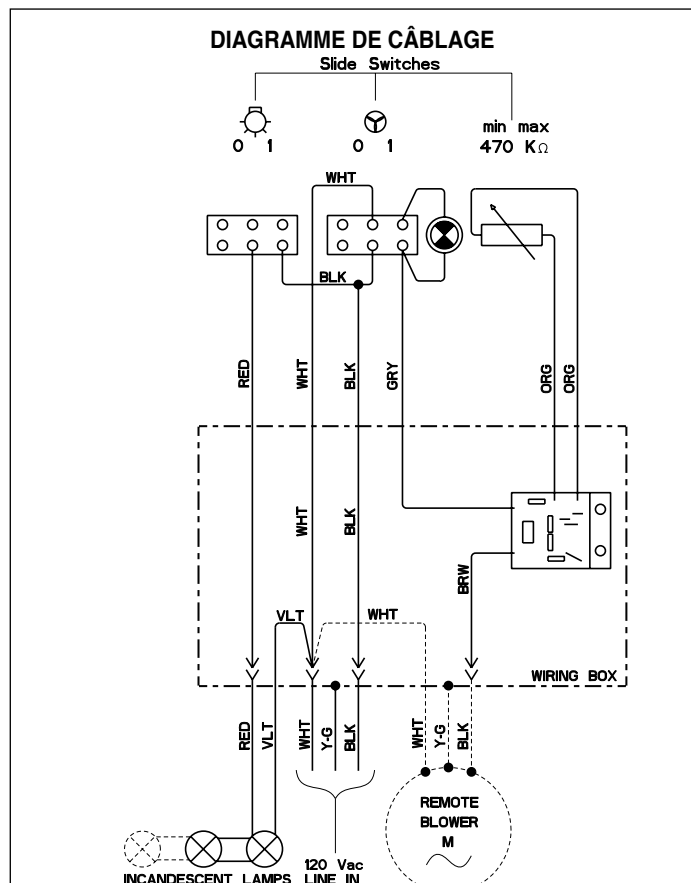 DIAGRAMME DE CÂBLAGE
Slide Switches
0 1
0 1
min max
470 KΩ
WHT
BLK
RED
WHT
BLK
GRY
ORG
ORG
WHT
BLK
BRW
VLT
WHT
WIRING BOX
RED
VLT
WHT
Y-G
BLK
WHT
Y-G
BLK
REMOTE
BLOWER
M
120 Vac
INCANDESCENT LAMPS LINE IN